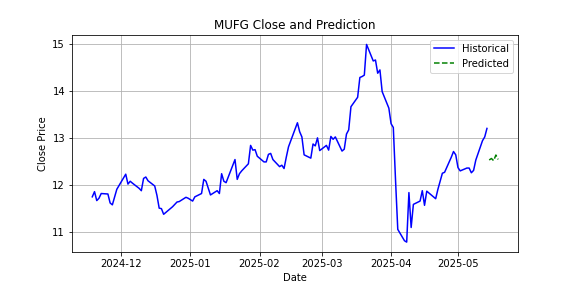 MUFG Close and Prediction
Historical
Predicted
Close Price
15
14
13
12
11
2024-12
2025-01
2025-02
2025-03
2025-04
2025-05
Date